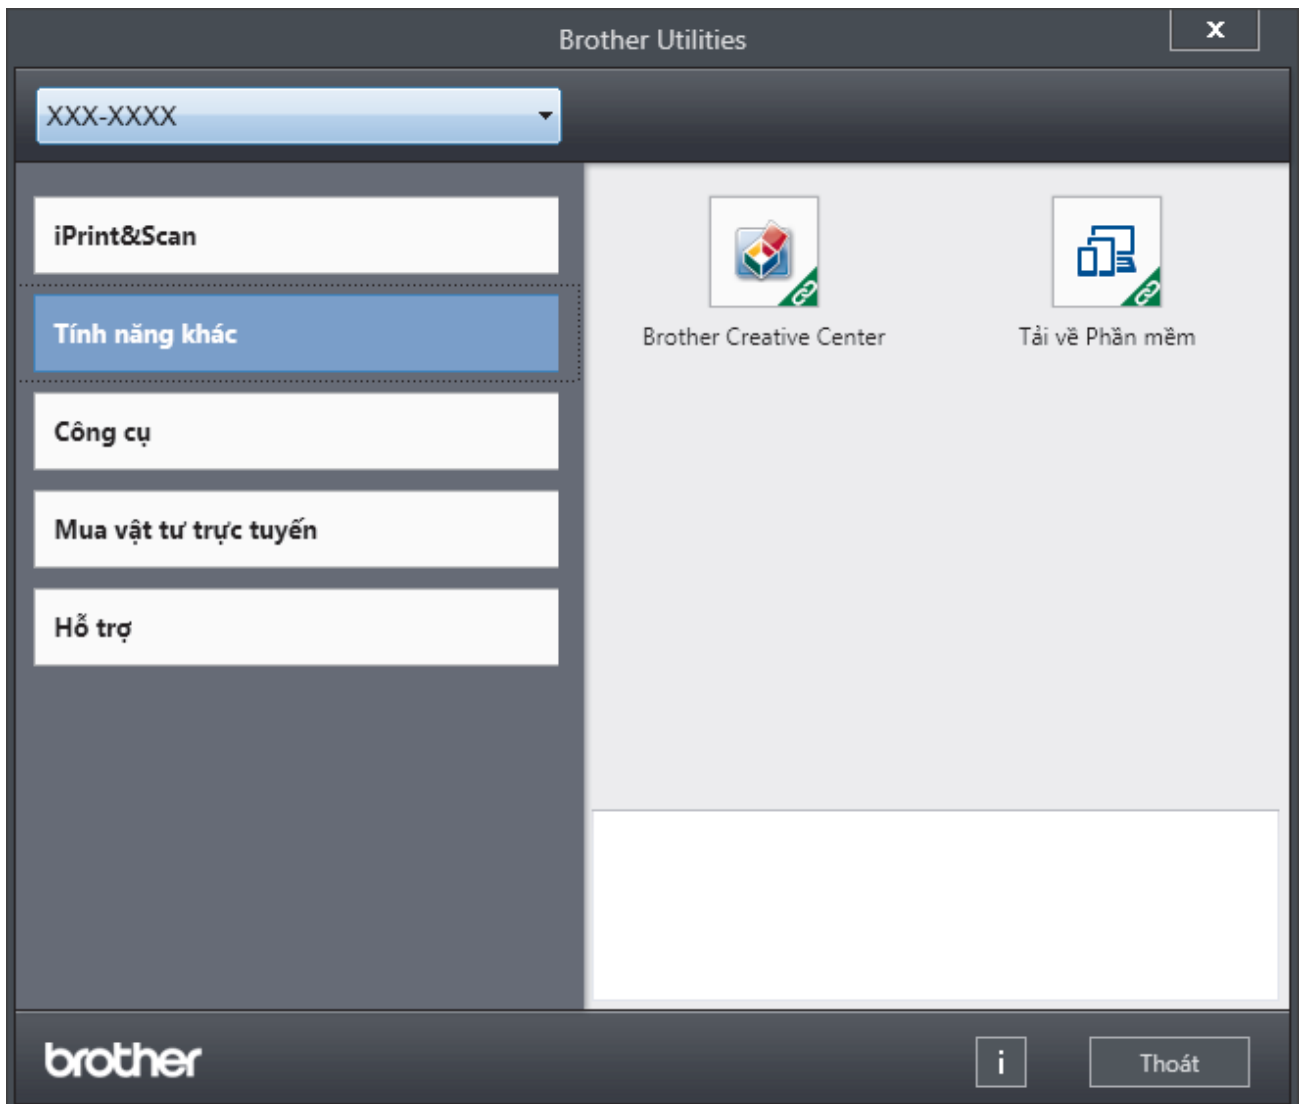 Brother Utilities
X
XXX-XXXX
iPrint&Scan
Tính năng khác
Công cụ
Mua vật tư trực tuyến
Hỗ trợ
Brother Creative Center
Tải về Phần mềm
brother
i
Thoát